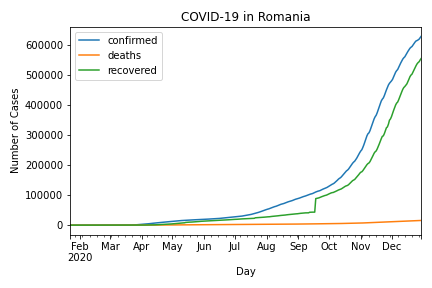 COVID-19 in Romania
confirmed
deaths
recovered
Number of Cases
600000
500000
400000
300000
200000
100000
0
Feb Mar Apr May Jun Jul Aug Sep Oct Nov Dec
2020
Day